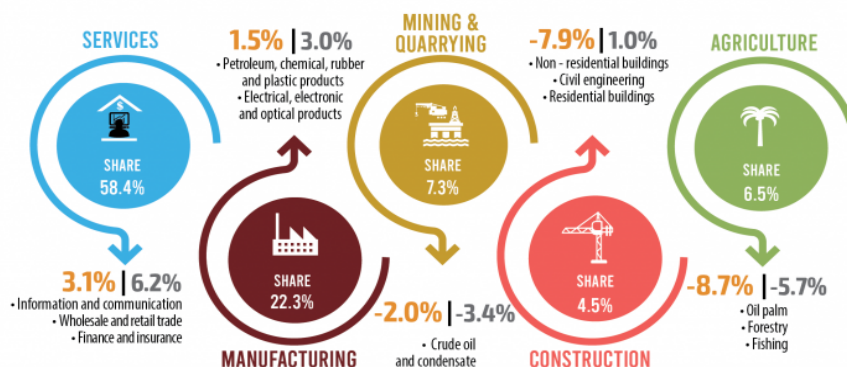 SERVICES
$
SHARE
58.4%
3.1% | 6.2%
• Information and communication
• Wholesale and retail trade
• Finance and insurance
1.5% | 3.0%
• Petroleum, chemical, rubber
and plastic products
• Electrical, electronic
and optical products
SHARE
22.3%
MANUFACTURING
MINING &
QUARRYING
SHARE
7.3%
-2.0% | -3.4%
• Crude oil
and condensate
-7.9% | 1.0%
• Non - residential buildings
• Civil engineering
• Residential buildings
SHARE
4.5%
CONSTRUCTION
AGRICULTURE
SHARE
6.5%
-8.7% | -5.7%
• Oil palm
• Forestry
• Fishing